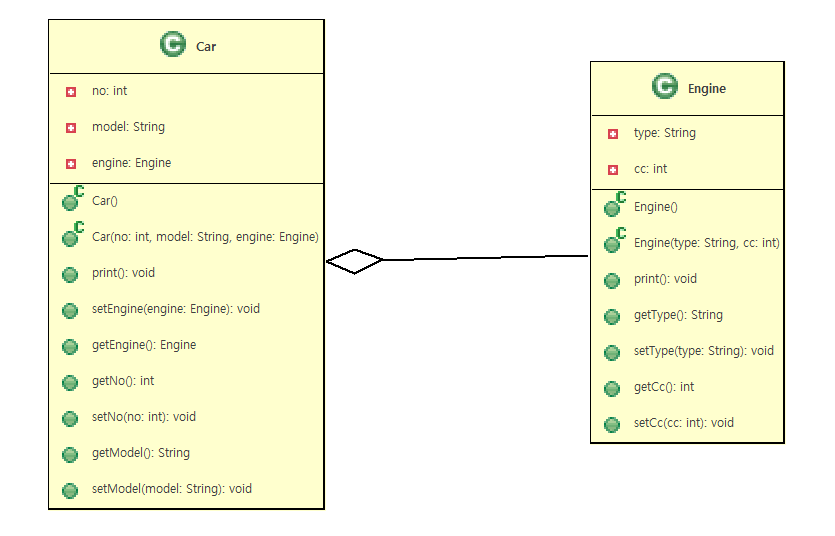 C Car
no: int
model: String
engine: Engine
C Car()
C Car(no: int, model: String, engine: Engine)
print(): void
setEngine(engine: Engine): void
getEngine(): Engine
getNo(): int
setNo(no: int): void
getModel(): String
setModel(model: String): void
C Engine
type: String
cc: int
C Engine()
C Engine(type: String, cc: int)
print(): void
getType(): String
setType(type: String): void
getCc(): int
setCc(cc: int): void